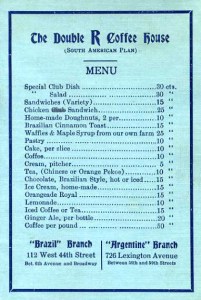 The Double R Coffee House
(SOUTH AMERICAN PLAN)
MENU
Special Club Dish ........ 30 cts.
" Salad ........ 30 "
Sandwiches (Variety) ........ 15 "
Chicken Sandwich ........ 25 "
Home-made Doughnuts, 2 per ........ 10 "
Brazilian Cinnamon Toast ........ 15 "
Waffles & Maple Syrup from our own farm 25 "
Pastry ........ 10 "
Cake, per slice ........ 10 "
Coffee ........ 10 "
Cream, pitcher ........ 5 "
Tea, (Chinese or Orange Pekoe) ........ 10 "
Chocolate, Brazilian Style, hot or iced .... 15 "
Ice Cream, home-made ........ 15 "
Orangeade Royal ........ 15 "
Lemonade ........ 10 "
Iced Coffee or Tea ........ 15 "
Ginger Ale, per bottle ........ 20 "
Coffee per pound ........ 50 "
"Brazil" Branch
112 West 44th Street
Bet. 6th Avenue and Broadway
"Argentine" Branch
726 Lexington Avenue
Between 58th and 59th Streets